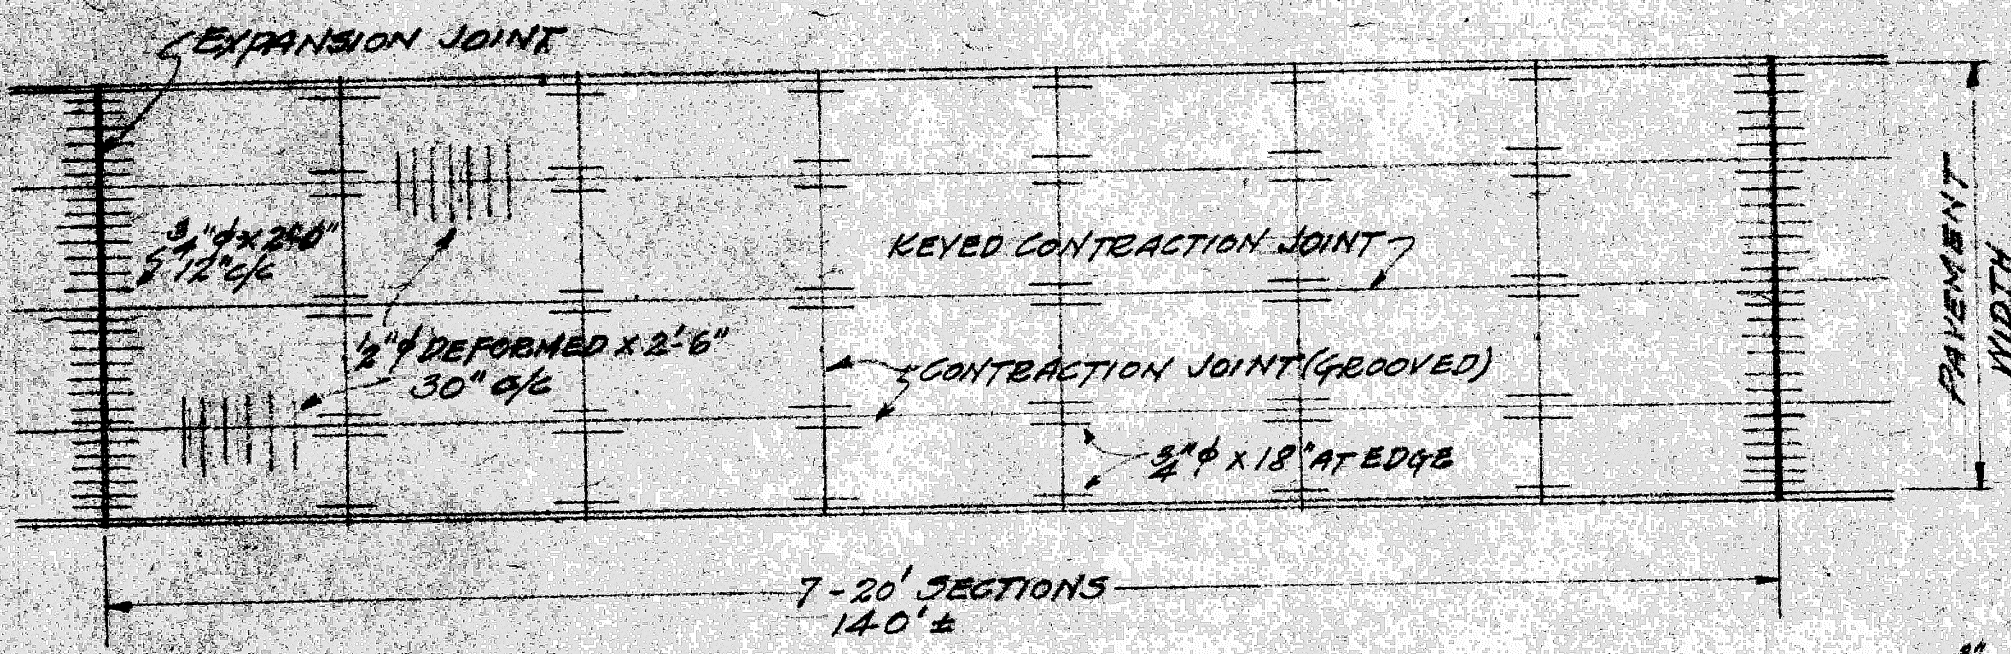 EXPANSION JOINT
3/4" φ x 2'-0"
12" c/c
KEYED CONTRACTION JOINT
1/2" φ DEFORMED x 2'-6"
30" c/c
CONTRACTION JOINT (GROOVED)
3/4" φ x 18" AT EDGE
PAVEMENT
WIDTH
7 - 20' SECTIONS
140' ±